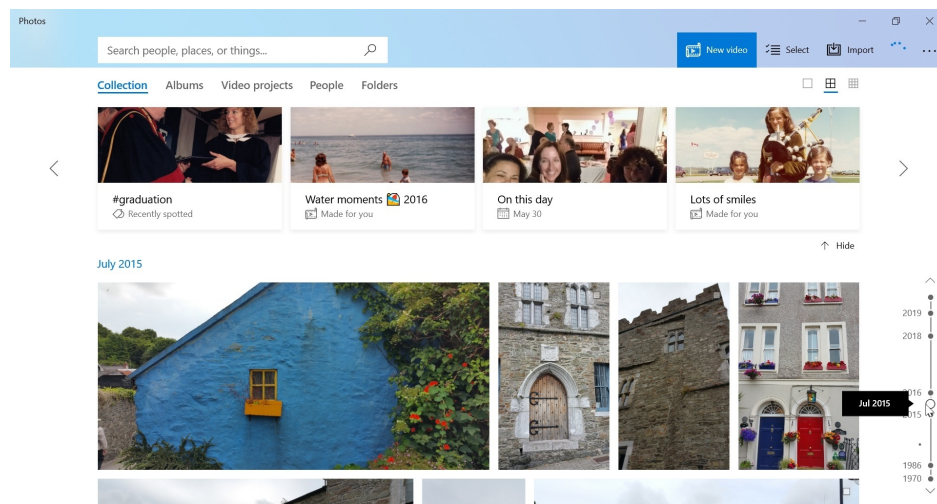 Photos
Search people, places, or things...
New video
Select
Import
Collection Albums Video projects People Folders
#graduation
Recently spotted
Water moments 2016
Made for you
On this day
May 30
Lots of smiles
Made for you
Hide
July 2015
2019
2018
2016
Jul 2015
2015
1986
1970